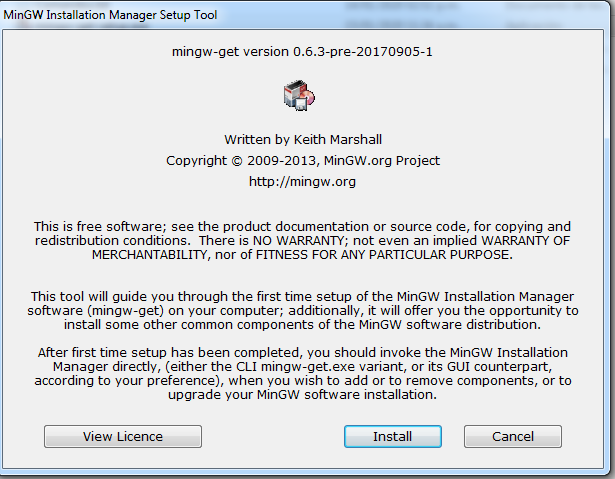 MinGW Installation Manager Setup Tool
mingw-get version 0.6.3-pre-20170905-1
Written by Keith Marshall
Copyright © 2009-2013, MinGW.org Project
http://mingw.org
This is free software; see the product documentation or source code, for copying and
redistribution conditions.  There is NO WARRANTY; not even an implied WARRANTY OF
MERCHANTABILITY, nor of FITNESS FOR ANY PARTICULAR PURPOSE.
This tool will guide you through the first time setup of the MinGW Installation Manager
software (mingw-get) on your computer; additionally, it will offer you the opportunity to
install some other common components of the MinGW software distribution.
After first time setup has been completed, you should invoke the MinGW Installation
Manager directly, (either the CLI mingw-get.exe variant, or its GUI counterpart,
according to your preference), when you wish to add or to remove components, or to
upgrade your MinGW software installation.
View Licence
Install
Cancel